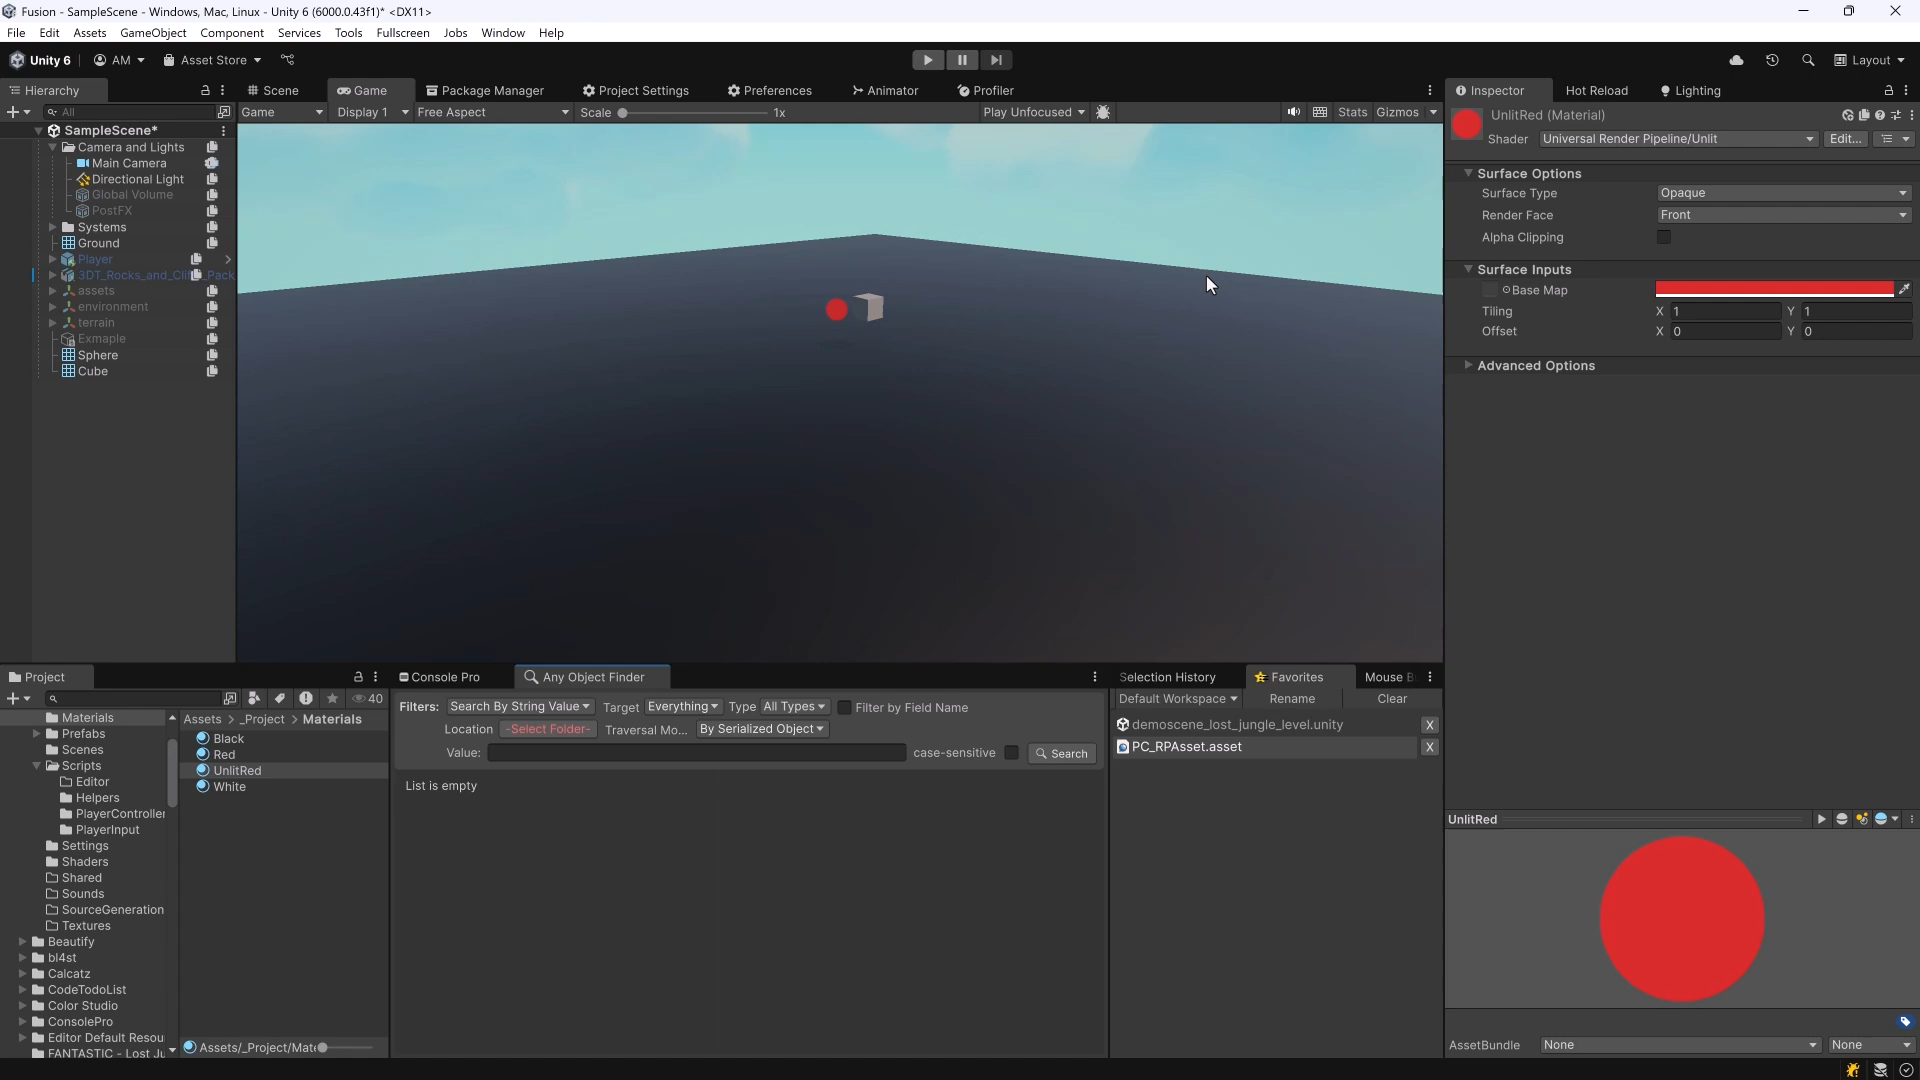 Fusion - SampleScene - Windows, Mac, Linux - Unity 6 (6000.0.43f1)* <DX11>
File Edit Assets GameObject Component Services Tools Fullscreen Jobs Window Help
Unity 6 AM Asset Store Layout
Hierarchy Scene Game Package Manager Project Settings Preferences Animator Profiler Inspector Hot Reload Lighting
All Game Display 1 Free Aspect Scale 1x Play Unfocused Stats Gizmos
UnlitRed (Material)
Shader Universal Render Pipeline/Unlit Edit...
SampleScene*
Camera and Lights
Main Camera
Directional Light
Global Volume
PostFX
Systems
Ground
Player
3DT_Rocks_and_Cli Pack
assets
environment
terrain
Exmaple
Sphere
Cube
Surface Options
Surface Type Opaque
Render Face Front
Alpha Clipping
Surface Inputs
Base Map
Tiling X 1 Y 1
Offset X 0 Y 0
Advanced Options
Project Console Pro Any Object Finder Selection History Favorites Mouse B
40
Materials
Prefabs
Scenes
Scripts
Editor
Helpers
PlayerController
PlayerInput
Settings
Shaders
Shared
Sounds
SourceGeneration
Textures
Beautify
bl4st
Calcatz
CodeTodoList
Color Studio
ConsolePro
Editor Default Resou
FANTASTIC - Lost Ju
Assets > _Project > Materials
Black
Red
UnlitRed
White
Assets/_Project/Mat
Filters: Search By String Value Target Everything Type All Types Filter by Field Name
Location -Select Folder- Traversal Mo... By Serialized Object
Value: case-sensitive Search
List is empty
Default Workspace Rename Clear
demoscene_lost_jungle_level.unity X
PC_RPAsset.asset X
UnlitRed
AssetBundle None None